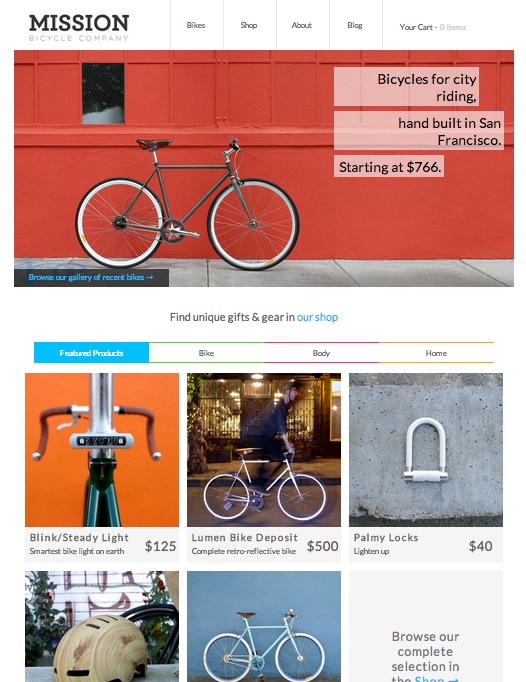 MISSION
BICYCLE COMPANY
Bikes
Shop
About
Blog
Your Cart - 0 items
Bicycles for city
riding,
hand built in San
Francisco.
Starting at $766.
Browse our gallery of recent bikes →
Find unique gifts & gear in our shop
Featured Products
Bike
Body
Home
Blink/Steady Light
Smartest bike light on earth
$125
Lumen Bike Deposit
Complete retro-reflective bike
$500
Palmy Locks
Lighten up
$40
Browse our
complete
selection in
the Shop →